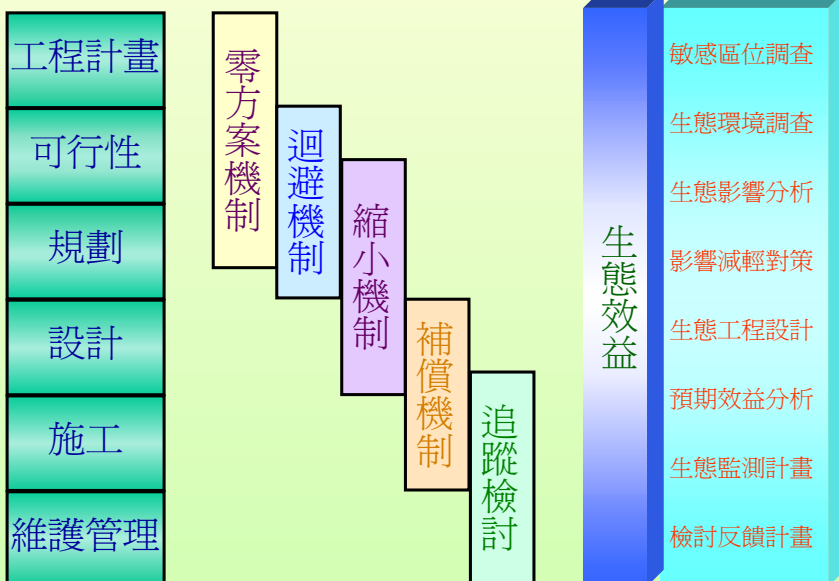 工程計畫
可行性
規劃
設計
施工
維護管理
零方案機制
迴避機制
縮小機制
補償機制
追蹤檢討
生態效益
敏感區位調查
生態環境調查
生態影響分析
影響減輕對策
生態工程設計
預期效益分析
生態監測計畫
檢討反饋計畫